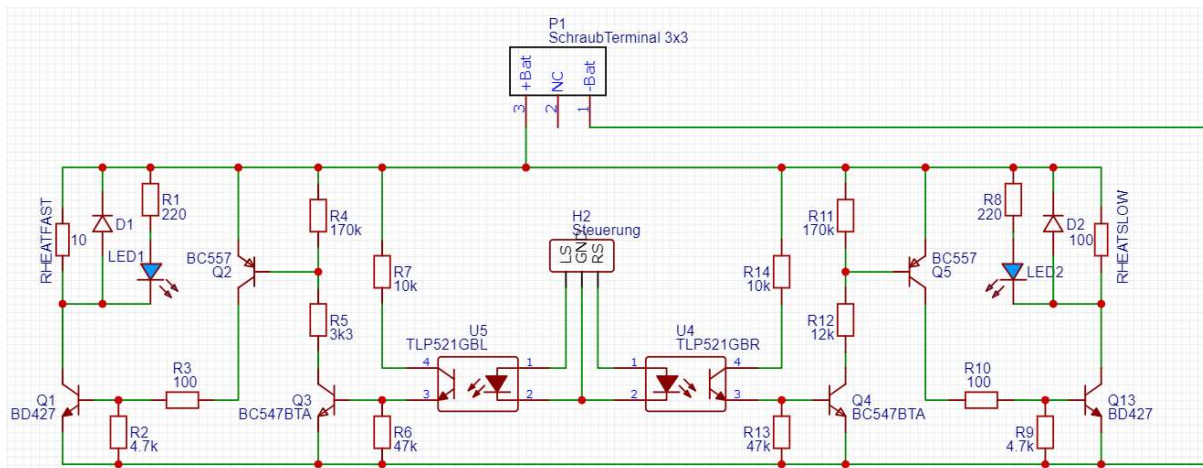 P1
SchraubTerminal 3x3
+Bat
NC
-Bat
3
2
1
RHEATFAST
10
D1
R1
220
LED1
BC557
Q2
R4
170k
R7
10k
R5
3k3
H2
Steuerung
LS
GND
RS
R14
10k
R11
170k
R12
12k
BC557
Q5
R8
220
LED2
D2
100
RHEATSLOW
U5
TLP521GBL
4
3
1
2
U4
TLP521GBR
1
2
4
3
R3
100
Q1
BD427
R2
4.7k
Q3
BC547BTA
R6
47k
R13
47k
Q4
BC547BTA
R10
100
R9
4.7k
Q13
BD427